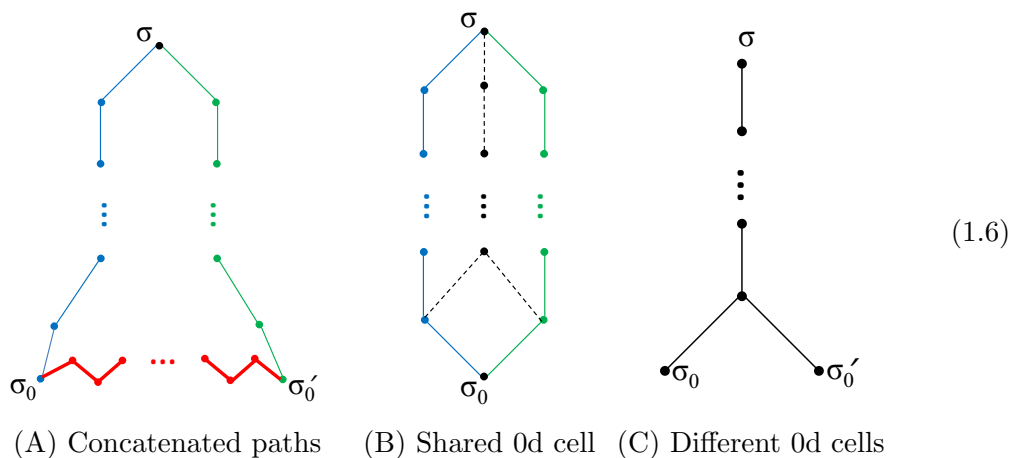 σ σ σ
(1.6)
σ₀ σ₀′ σ₀ σ₀ σ₀′
(A) Concatenated paths (B) Shared 0d cell (C) Different 0d cells